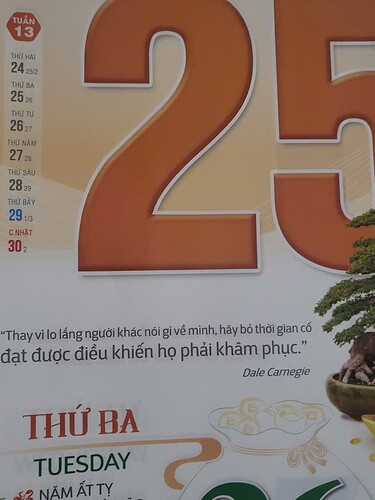 TUẦN
13
THỨ HAI
24 25/2
THỨ BA
25 26
THỨ TƯ
26 27
THỨ NĂM
27 28
THỨ SÁU
28 29
THỨ BẢY
29 1/3
C.NHẬT
30 2
25
“Thay vì lo lắng người khác nói gì về mình, hãy bỏ thời gian cố
đạt được điều khiến họ phải khâm phục.”
Dale Carnegie
THỨ BA
TUESDAY
NĂM ẤT TỴ